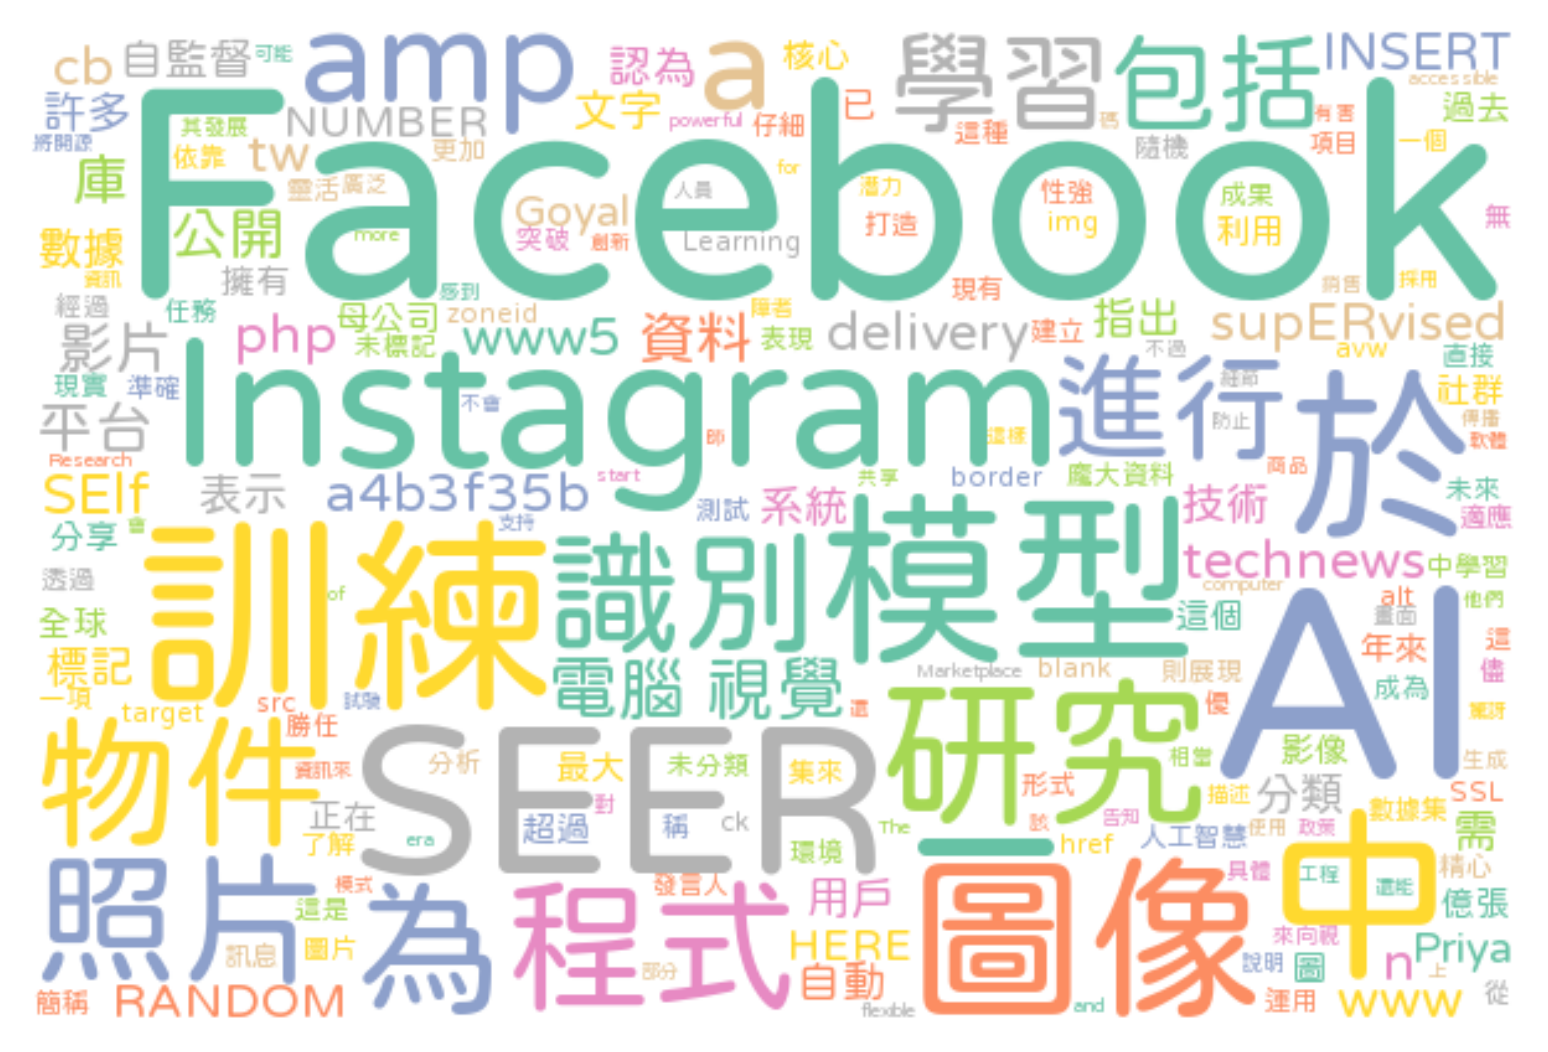 cb 自監督 可能 amp 認為 a 核心 學習 包括 INSERT
accessible
許多 NUMBER 文字 powerful 仔細 已 這種 碼 有害 過去
其發展 將開源 依靠 tw 更加 隨機 項目 一個
Facebook
庫 靈活 廣泛 人員 for 潛力 性強 成果
公開 Goyal 突破 創新 Learning 打造 img 利用 無
數據 資訊 more 擁有 感到 現有 銷售 採用
經過 任務 母公司 zoneid 障者 指出 supERvised
影片 php 未標記 www5 資料 表現 delivery 建立 不過 avw 直接
現實 準確 Instagram 進行 細節 於 社群
平台 不會 師 這樣 防止 傳播 軟體
Research start 共享 border 龐大資料 商品
SElf 表示 a4b3f35b 測試 系統 技術 未來
分享 會 支持 適應
訓練 識別 模型 technews 中學習
透過 of computer alt 他們
全球 這個 畫面 AI
標記 電腦 視覺 Marketplace blank 則展現 年來 這
一項 target src 試驗 還 成為 儘
勝任 研究 優 驚訝
物件 資訊來 SEER 分析 最大 未分類 集來 相當 影像 生成
正在 對 形式 描述 分類 SSL
了解 era 超過 稱 ck The 該 告知 數據集 需
環境 一 href 人工智慧 使用 政策 中
照片 模式 為 程式 發言人 用戶 圖像 具體 工程 還能 精心
這是 億張
訊息 圖片 部分 HERE 來向視 Priya
自動 說明 圖 n 上
簡稱 RANDOM flexible and 運用 www 從